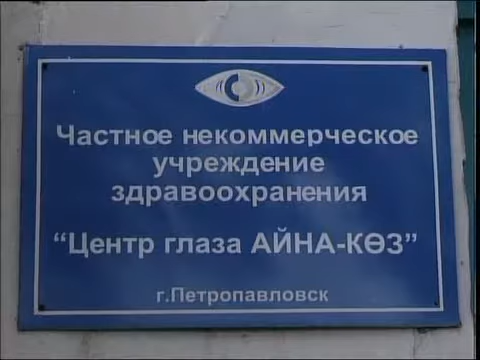 Частное некоммерческое
учреждение
здравоохранения
“Центр глаза АЙНА-КӨЗ”
г.Петропавловск